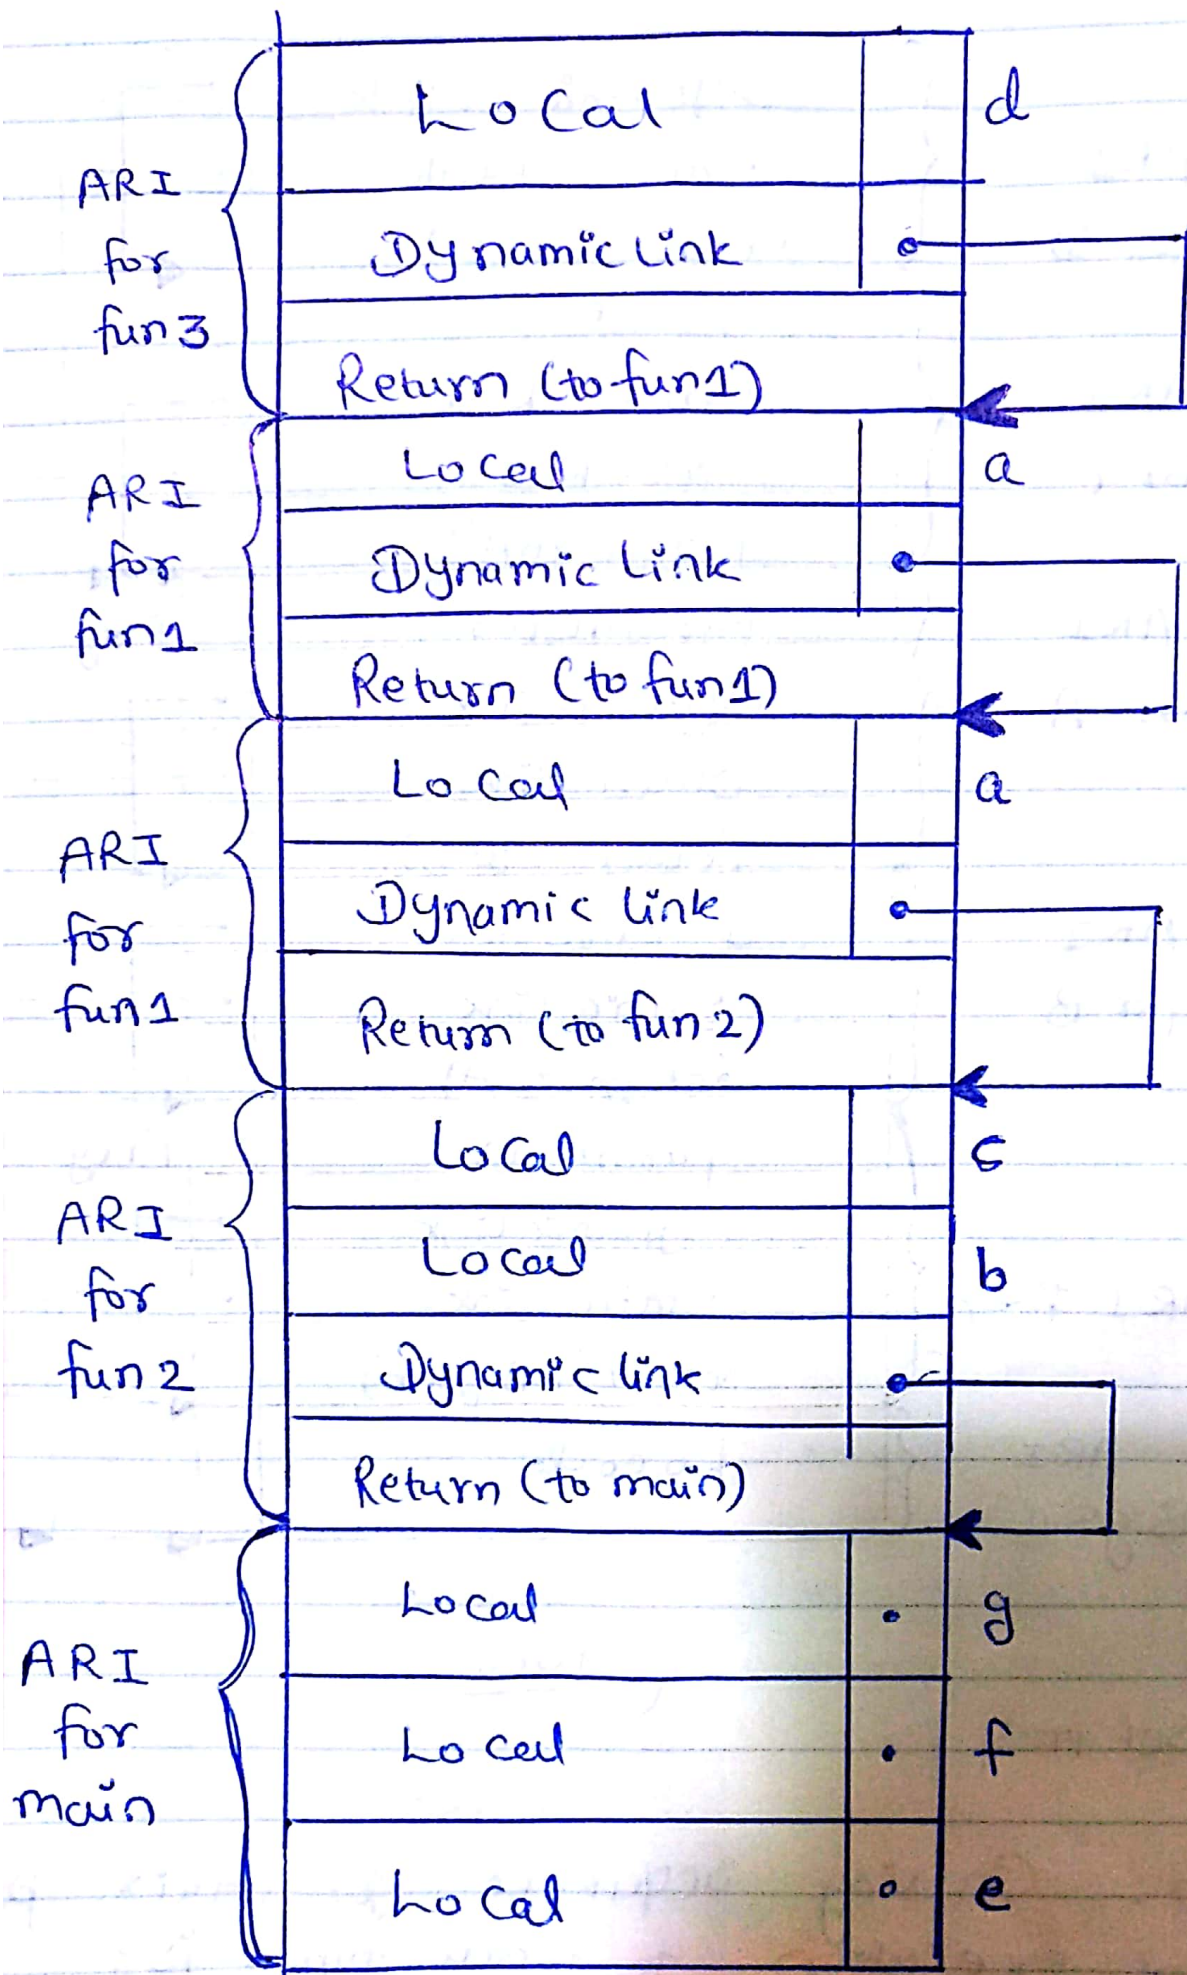 Local d
ARI
for
fun3
Dynamic link
Return (to fun1)
Local a
ARI
for
fun1
Dynamic link
Return (to fun1)
Local a
ARI
for
fun1
Dynamic link
Return (to fun2)
Local c
Local b
ARI
for
fun2
Dynamic link
Return (to main)
Local g
ARI
for
main
Local f
Local e